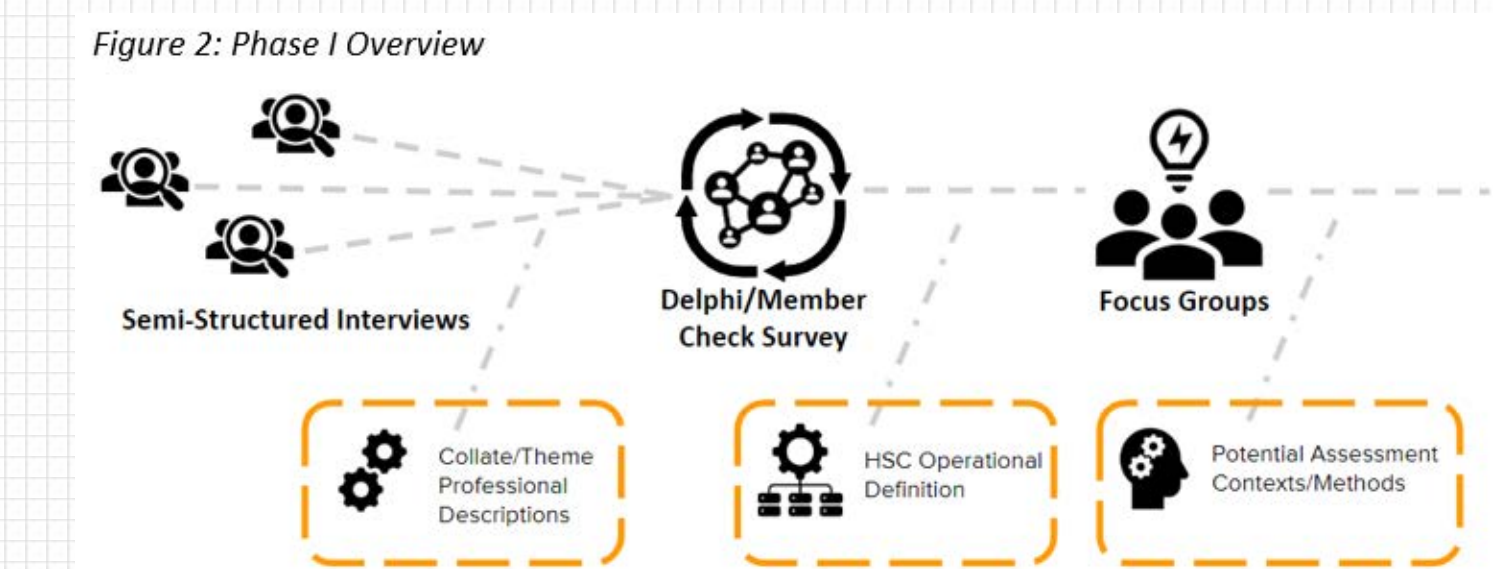 Figure 2: Phase I Overview
Semi-Structured Interviews
Delphi/Member
Check Survey
Focus Groups
Collate/Theme
Professional
Descriptions
HSC Operational
Definition
Potential Assessment
Contexts/Methods